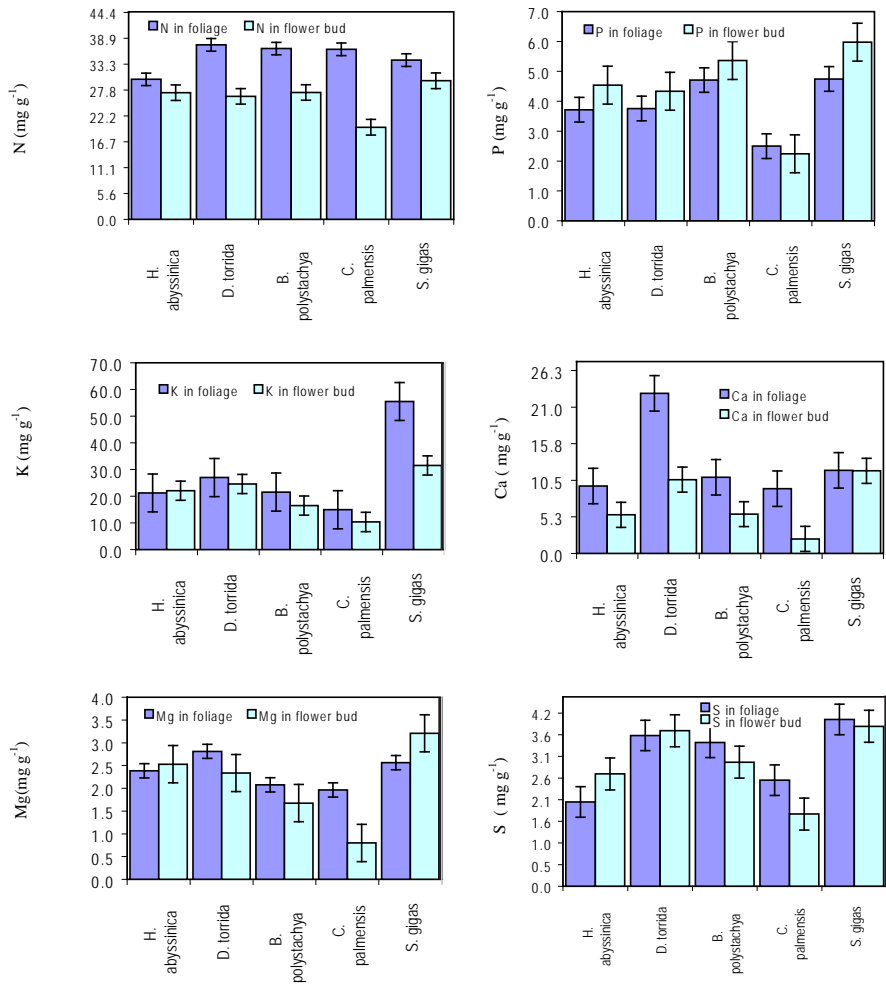 N in foliage N in flower bud
N (mg g-1)
44.4
38.9
33.3
27.8
22.2
16.7
11.1
5.6
0.0
H. abyssinica
D. torrida
B. polystachya
C. palmensis
S. gigas
P in foliage P in flower bud
P (mg g-1)
7.0
6.0
5.0
4.0
3.0
2.0
1.0
0.0
H. abyssinica
D. torrida
B. polystachya
C. palmensis
S. gigas
K in foliage K in flower bud
K (mg g-1)
70.0
60.0
50.0
40.0
30.0
20.0
10.0
0.0
H. abyssinica
D. torrida
B. polystachya
C. palmensis
S. gigas
Ca in foliage
Ca in flower bud
Ca ( mg g-1)
26.3
21.0
15.8
10.5
5.3
0.0
H. abyssinica
D. torrida
B. polystachya
C. palmensis
S. gigas
Mg in foliage Mg in flower bud
Mg(mg g-1)
4.0
3.5
3.0
2.5
2.0
1.5
1.0
0.5
0.0
H. abyssinica
D. torrida
B. polystachya
C. palmensis
S. gigas
S in foliage
S in flower bud
S ( mg g-1)
4.2
3.6
3.1
2.6
2.1
1.6
1.0
0.5
0.0
H. abyssinica
D. torrida
B. polystachya
C. palmensis
S. gigas